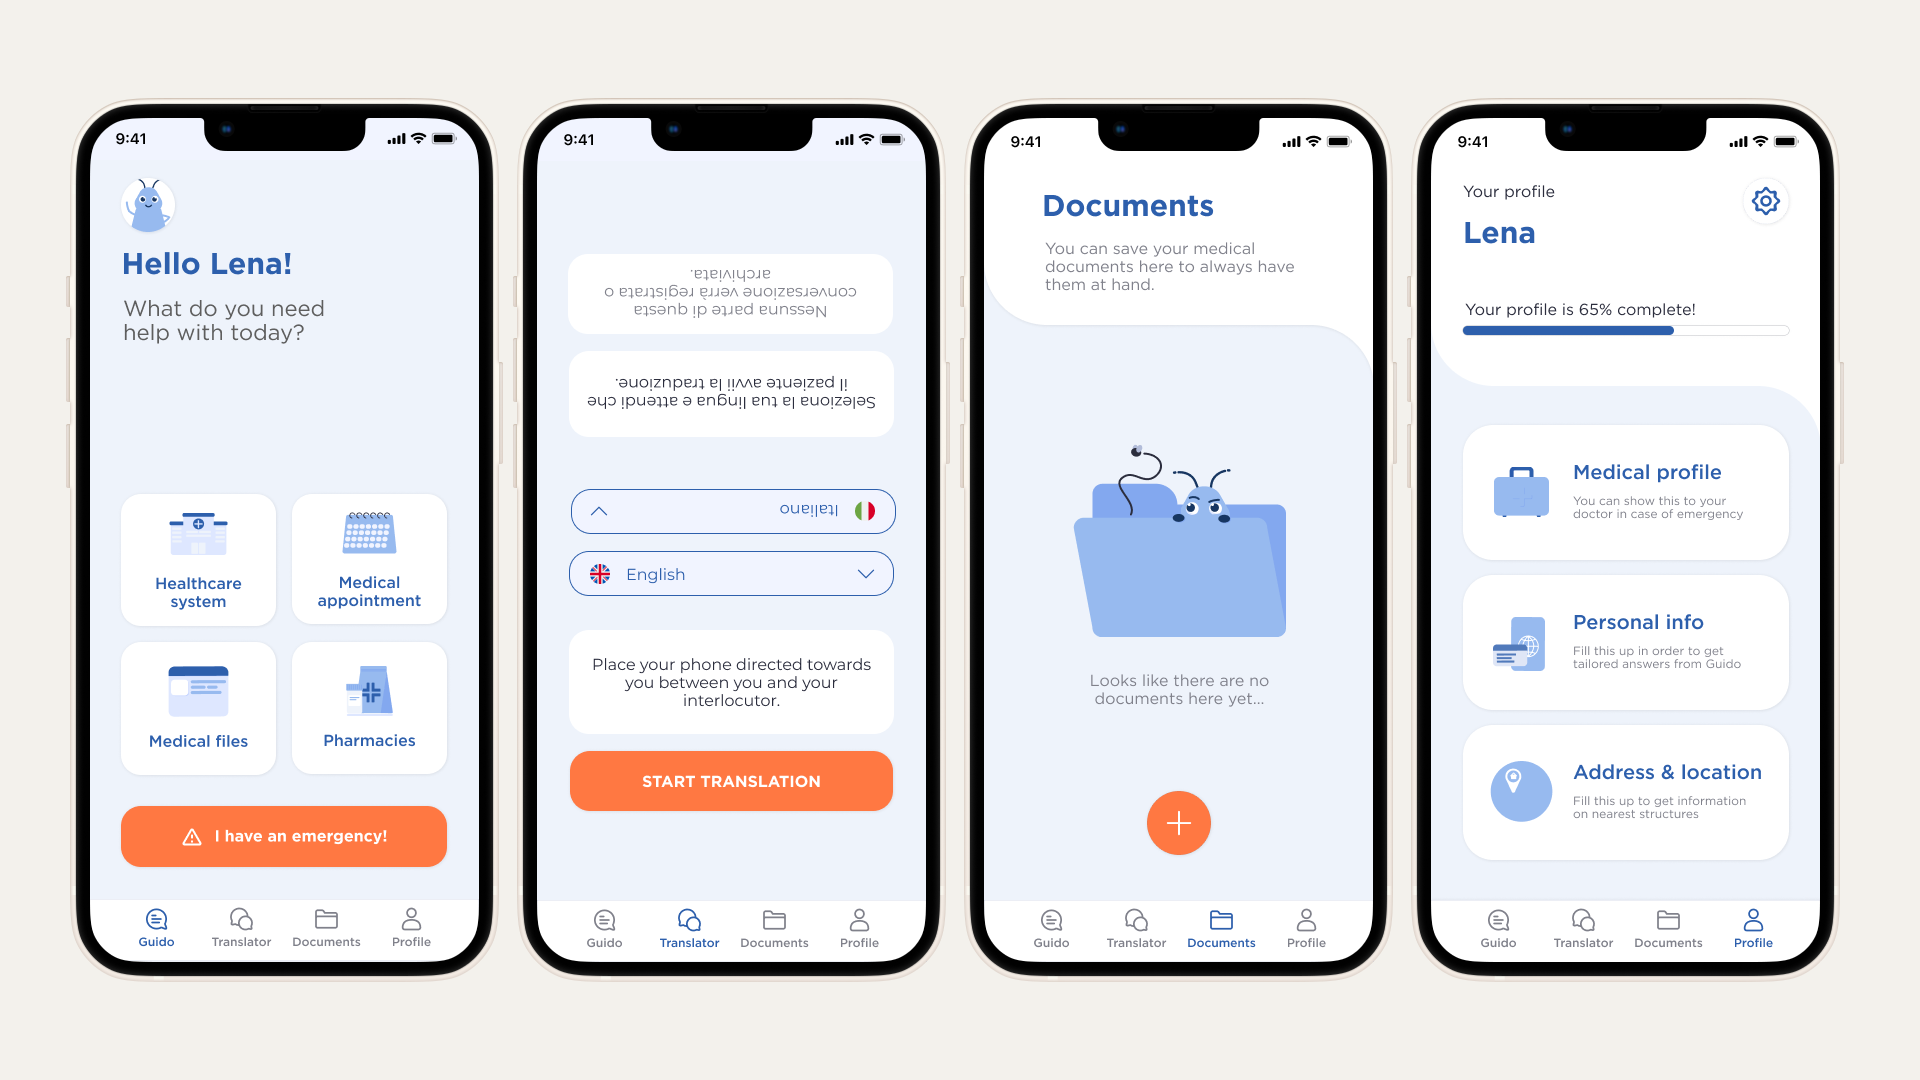 9:41
Hello Lena!
What do you need
help with today?
Healthcare
system
Medical
appointment
Medical files
Pharmacies
I have an emergency!
Guido
Translator
Documents
Profile
9:41
Nessuna parte di questa
conversazione verrà registrata o
archiviata.
Seleziona la tua lingua e attendi che
il paziente avvii la traduzione.
Italiano
English
Place your phone directed towards
you between you and your
interlocutor.
START TRANSLATION
Guido
Translator
Documents
Profile
9:41
Documents
You can save your medical
documents here to always have
them at hand.
Looks like there are no
documents here yet...
Guido
Translator
Documents
Profile
9:41
Your profile
Lena
Your profile is 65% complete!
Medical profile
You can show this to your
doctor in case of emergency
Personal info
Fill this up in order to get
tailored answers from Guido
Address & location
Fill this up to get information
on nearest structures
Guido
Translator
Documents
Profile